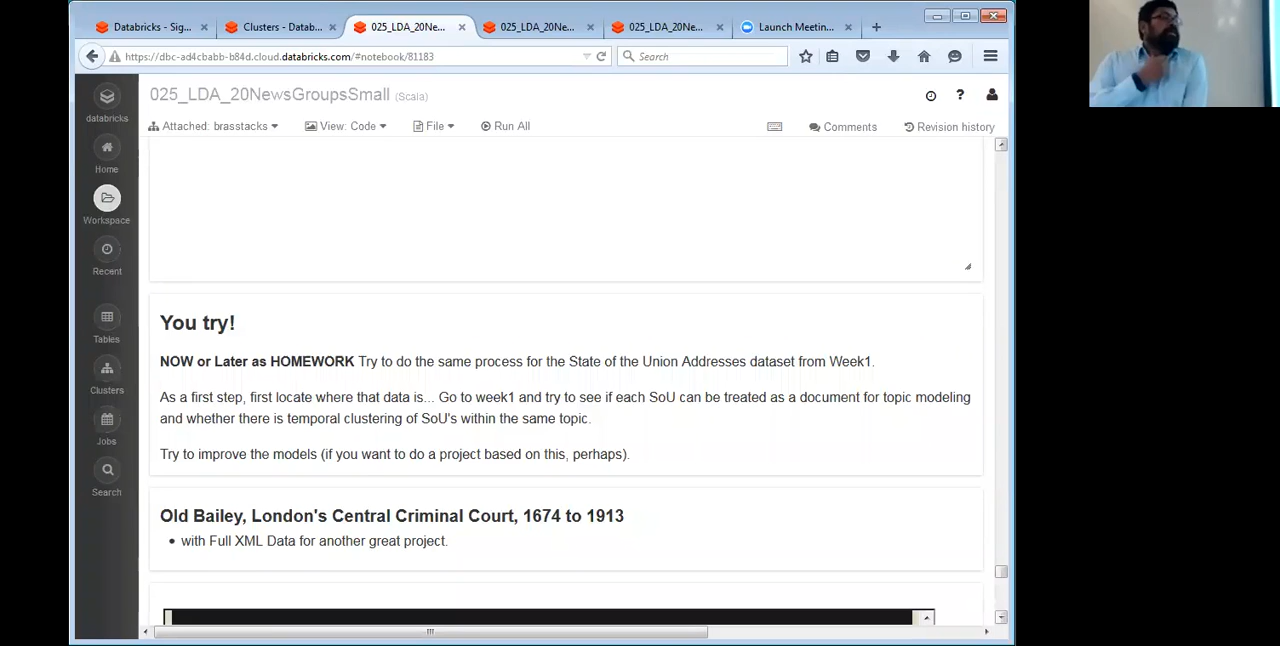 Databricks - Sig...
Clusters - Datab...
025_LDA_20Ne...
025_LDA_20New...
025_LDA_20New...
Launch Meetin...
https://dbc-ad4cbabb-b84d.cloud.databricks.com/#notebook/81183
Search
databricks
Home
Workspace
Recent
Tables
Clusters
Jobs
Search
025_LDA_20NewsGroupsSmall (Scala)
Attached: brasstacks
View: Code
File
Run All
Comments
Revision history
You try!
NOW or Later as HOMEWORK Try to do the same process for the State of the Union Addresses dataset from Week1.
As a first step, first locate where that data is... Go to week1 and try to see if each SoU can be treated as a document for topic modeling
and whether there is temporal clustering of SoU's within the same topic.
Try to improve the models (if you want to do a project based on this, perhaps).
Old Bailey, London's Central Criminal Court, 1674 to 1913
• with Full XML Data for another great project.